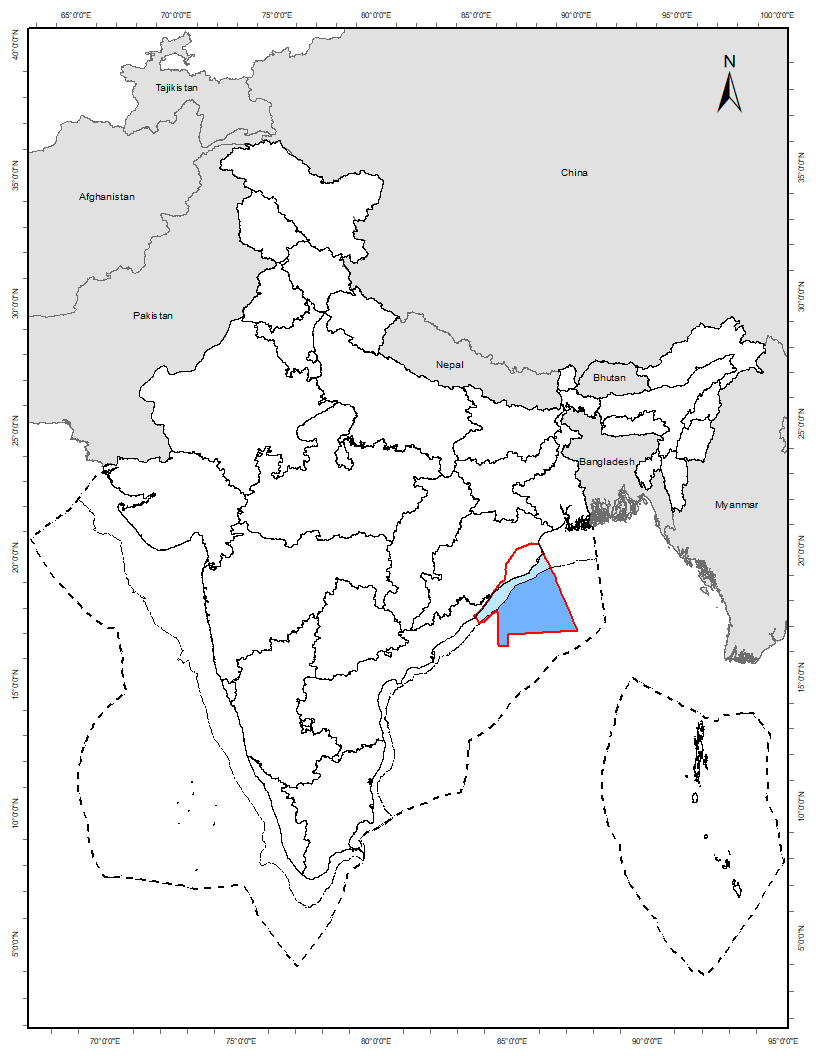 65°0'0"E 70°0'0"E 75°0'0"E 80°0'0"E 85°0'0"E 90°0'0"E 95°0'0"E 100°0'0"E
40°0'0"N
N
Tajikistan
China
35°0'0"N 35°0'0"N
Afghanistan
30°0'0"N 30°0'0"N
Pakistan
Nepal
Bhutan
25°0'0"N 25°0'0"N
Bangladesh
Myanmar
20°0'0"N 20°0'0"N
15°0'0"N 15°0'0"N
10°0'0"N 10°0'0"N
5°0'0"N 5°0'0"N
70°0'0"E 75°0'0"E 80°0'0"E 85°0'0"E 90°0'0"E 95°0'0"E